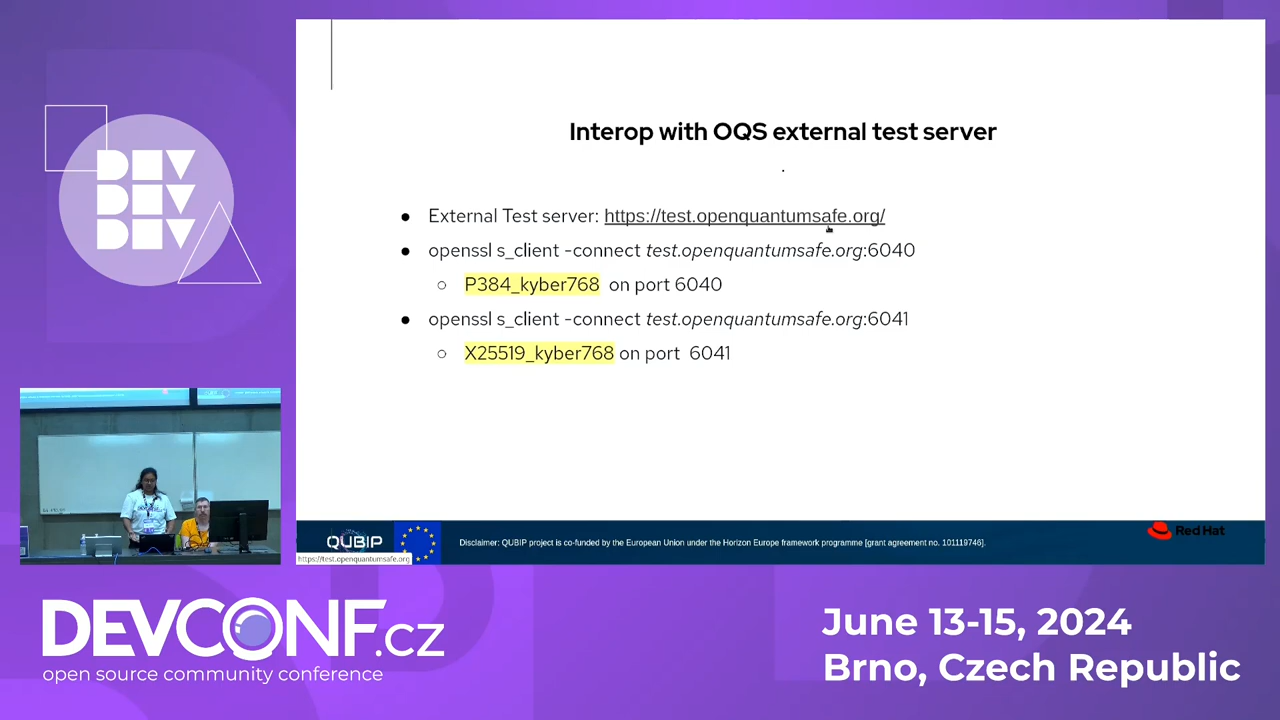 DEV
DEV
DEV
Interop with OQS external test server
.
● External Test server: https://test.openquantumsafe.org/
● openssl s_client -connect test.openquantumsafe.org:6040
○ P384_kyber768 on port 6040
● openssl s_client -connect test.openquantumsafe.org:6041
○ X25519_kyber768 on port 6041
QUBIP
Disclaimer: QUBIP project is co-funded by the European Union under the Horizon Europe framework programme [grant agreement no. 101119746].
Red Hat
https://test.openquantumsafe.org
DEVCONF.cz
open source community conference
June 13-15, 2024
Brno, Czech Republic